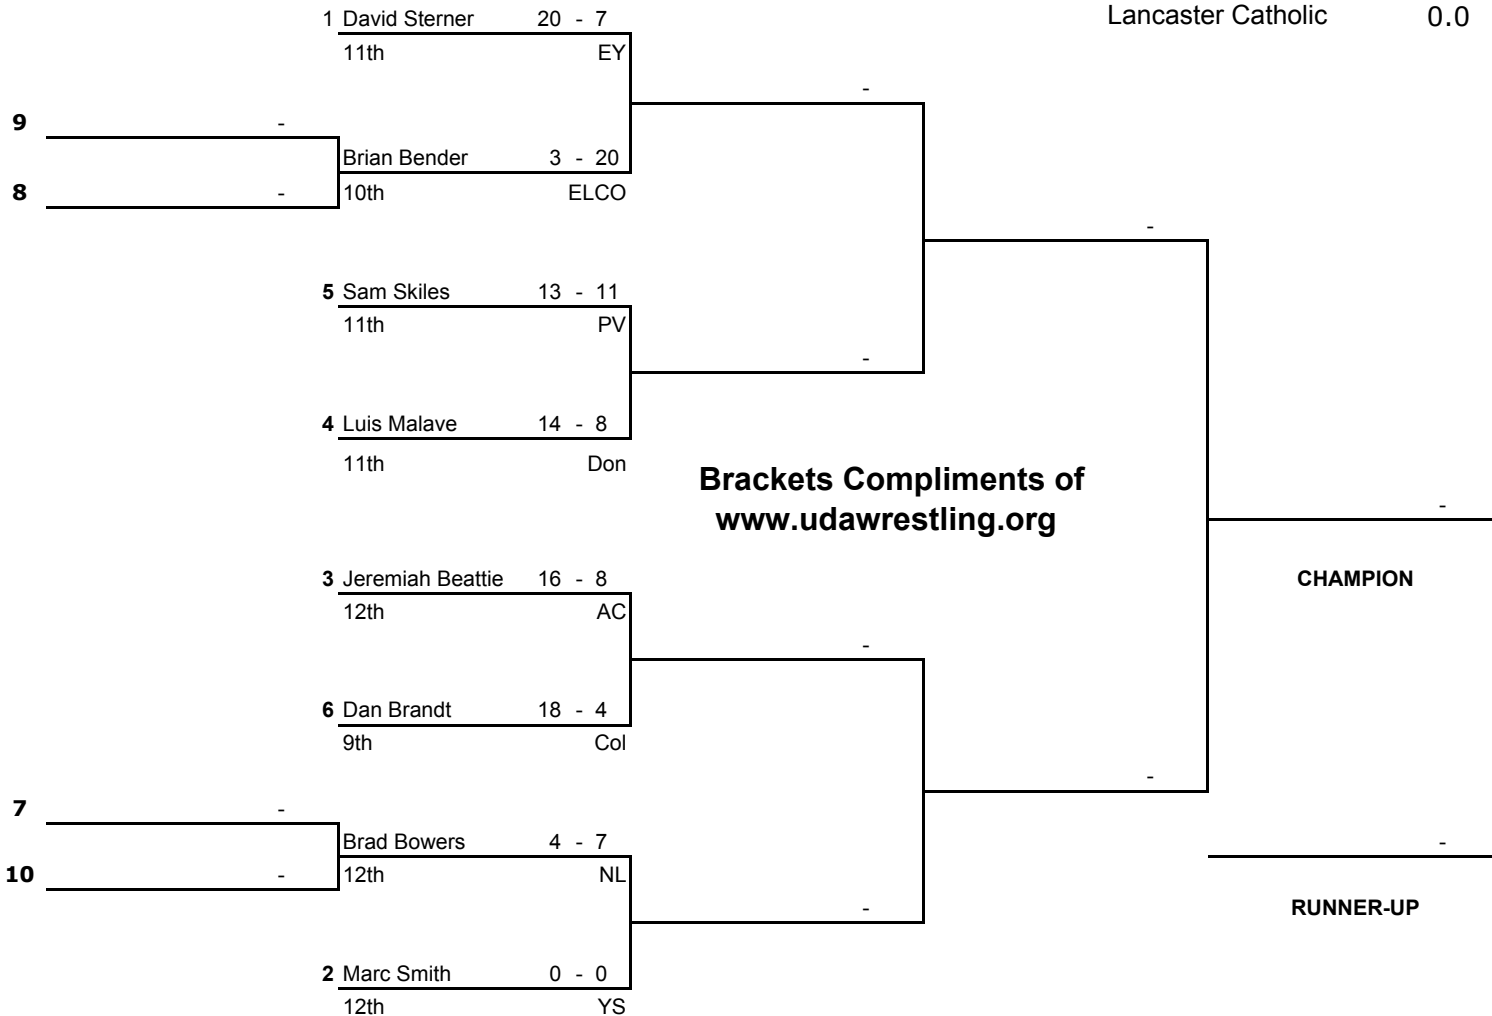 1 David Sterner 20 - 7
Lancaster Catholic 0.0
11th EY
-
9 -
Brian Bender 3 - 20
8 - 10th ELCO
-
5 Sam Skiles 13 - 11
11th PV
-
4 Luis Malave 14 - 8
11th Don
Brackets Compliments of
www.udawrestling.org
-
3 Jeremiah Beattie 16 - 8
CHAMPION
12th AC
-
6 Dan Brandt 18 - 4
9th Col
-
7 -
Brad Bowers 4 - 7
-
10 - 12th NL
-
RUNNER-UP
2 Marc Smith 0 - 0
12th YS